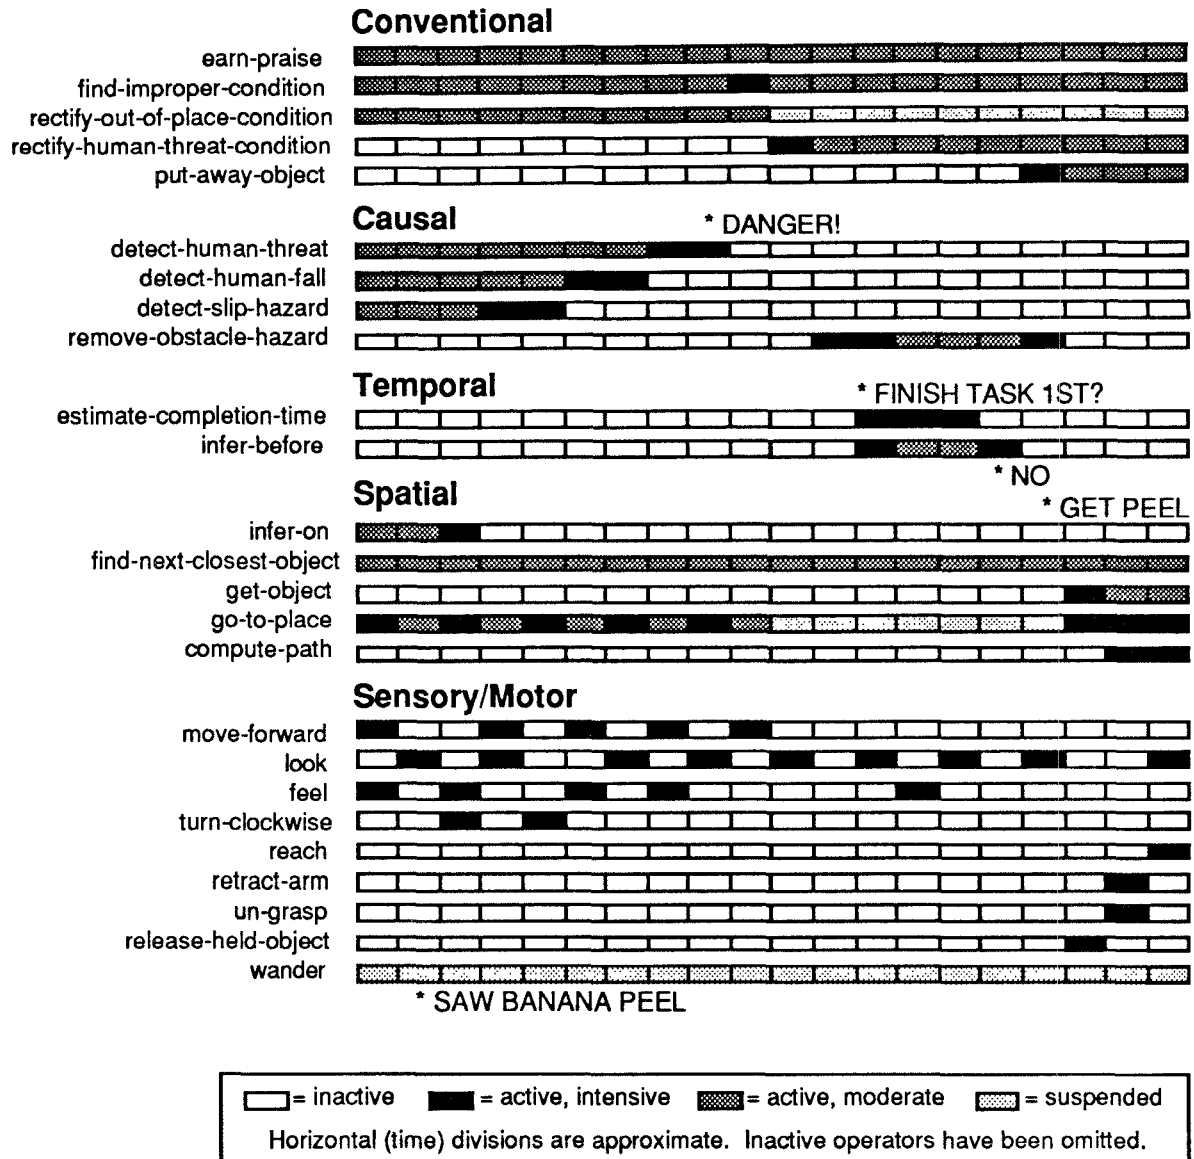 Conventional
earn-praise
find-improper-condition
rectify-out-of-place-condition
rectify-human-threat-condition
put-away-object
Causal
* DANGER!
detect-human-threat
detect-human-fall
detect-slip-hazard
remove-obstacle-hazard
Temporal
* FINISH TASK 1ST?
estimate-completion-time
infer-before
* NO
Spatial
* GET PEEL
infer-on
find-next-closest-object
get-object
go-to-place
compute-path
Sensory/Motor
move-forward
look
feel
turn-clockwise
reach
retract-arm
un-grasp
release-held-object
wander
* SAW BANANA PEEL
= inactive = active, intensive = active, moderate = suspended
Horizontal (time) divisions are approximate. Inactive operators have been omitted.